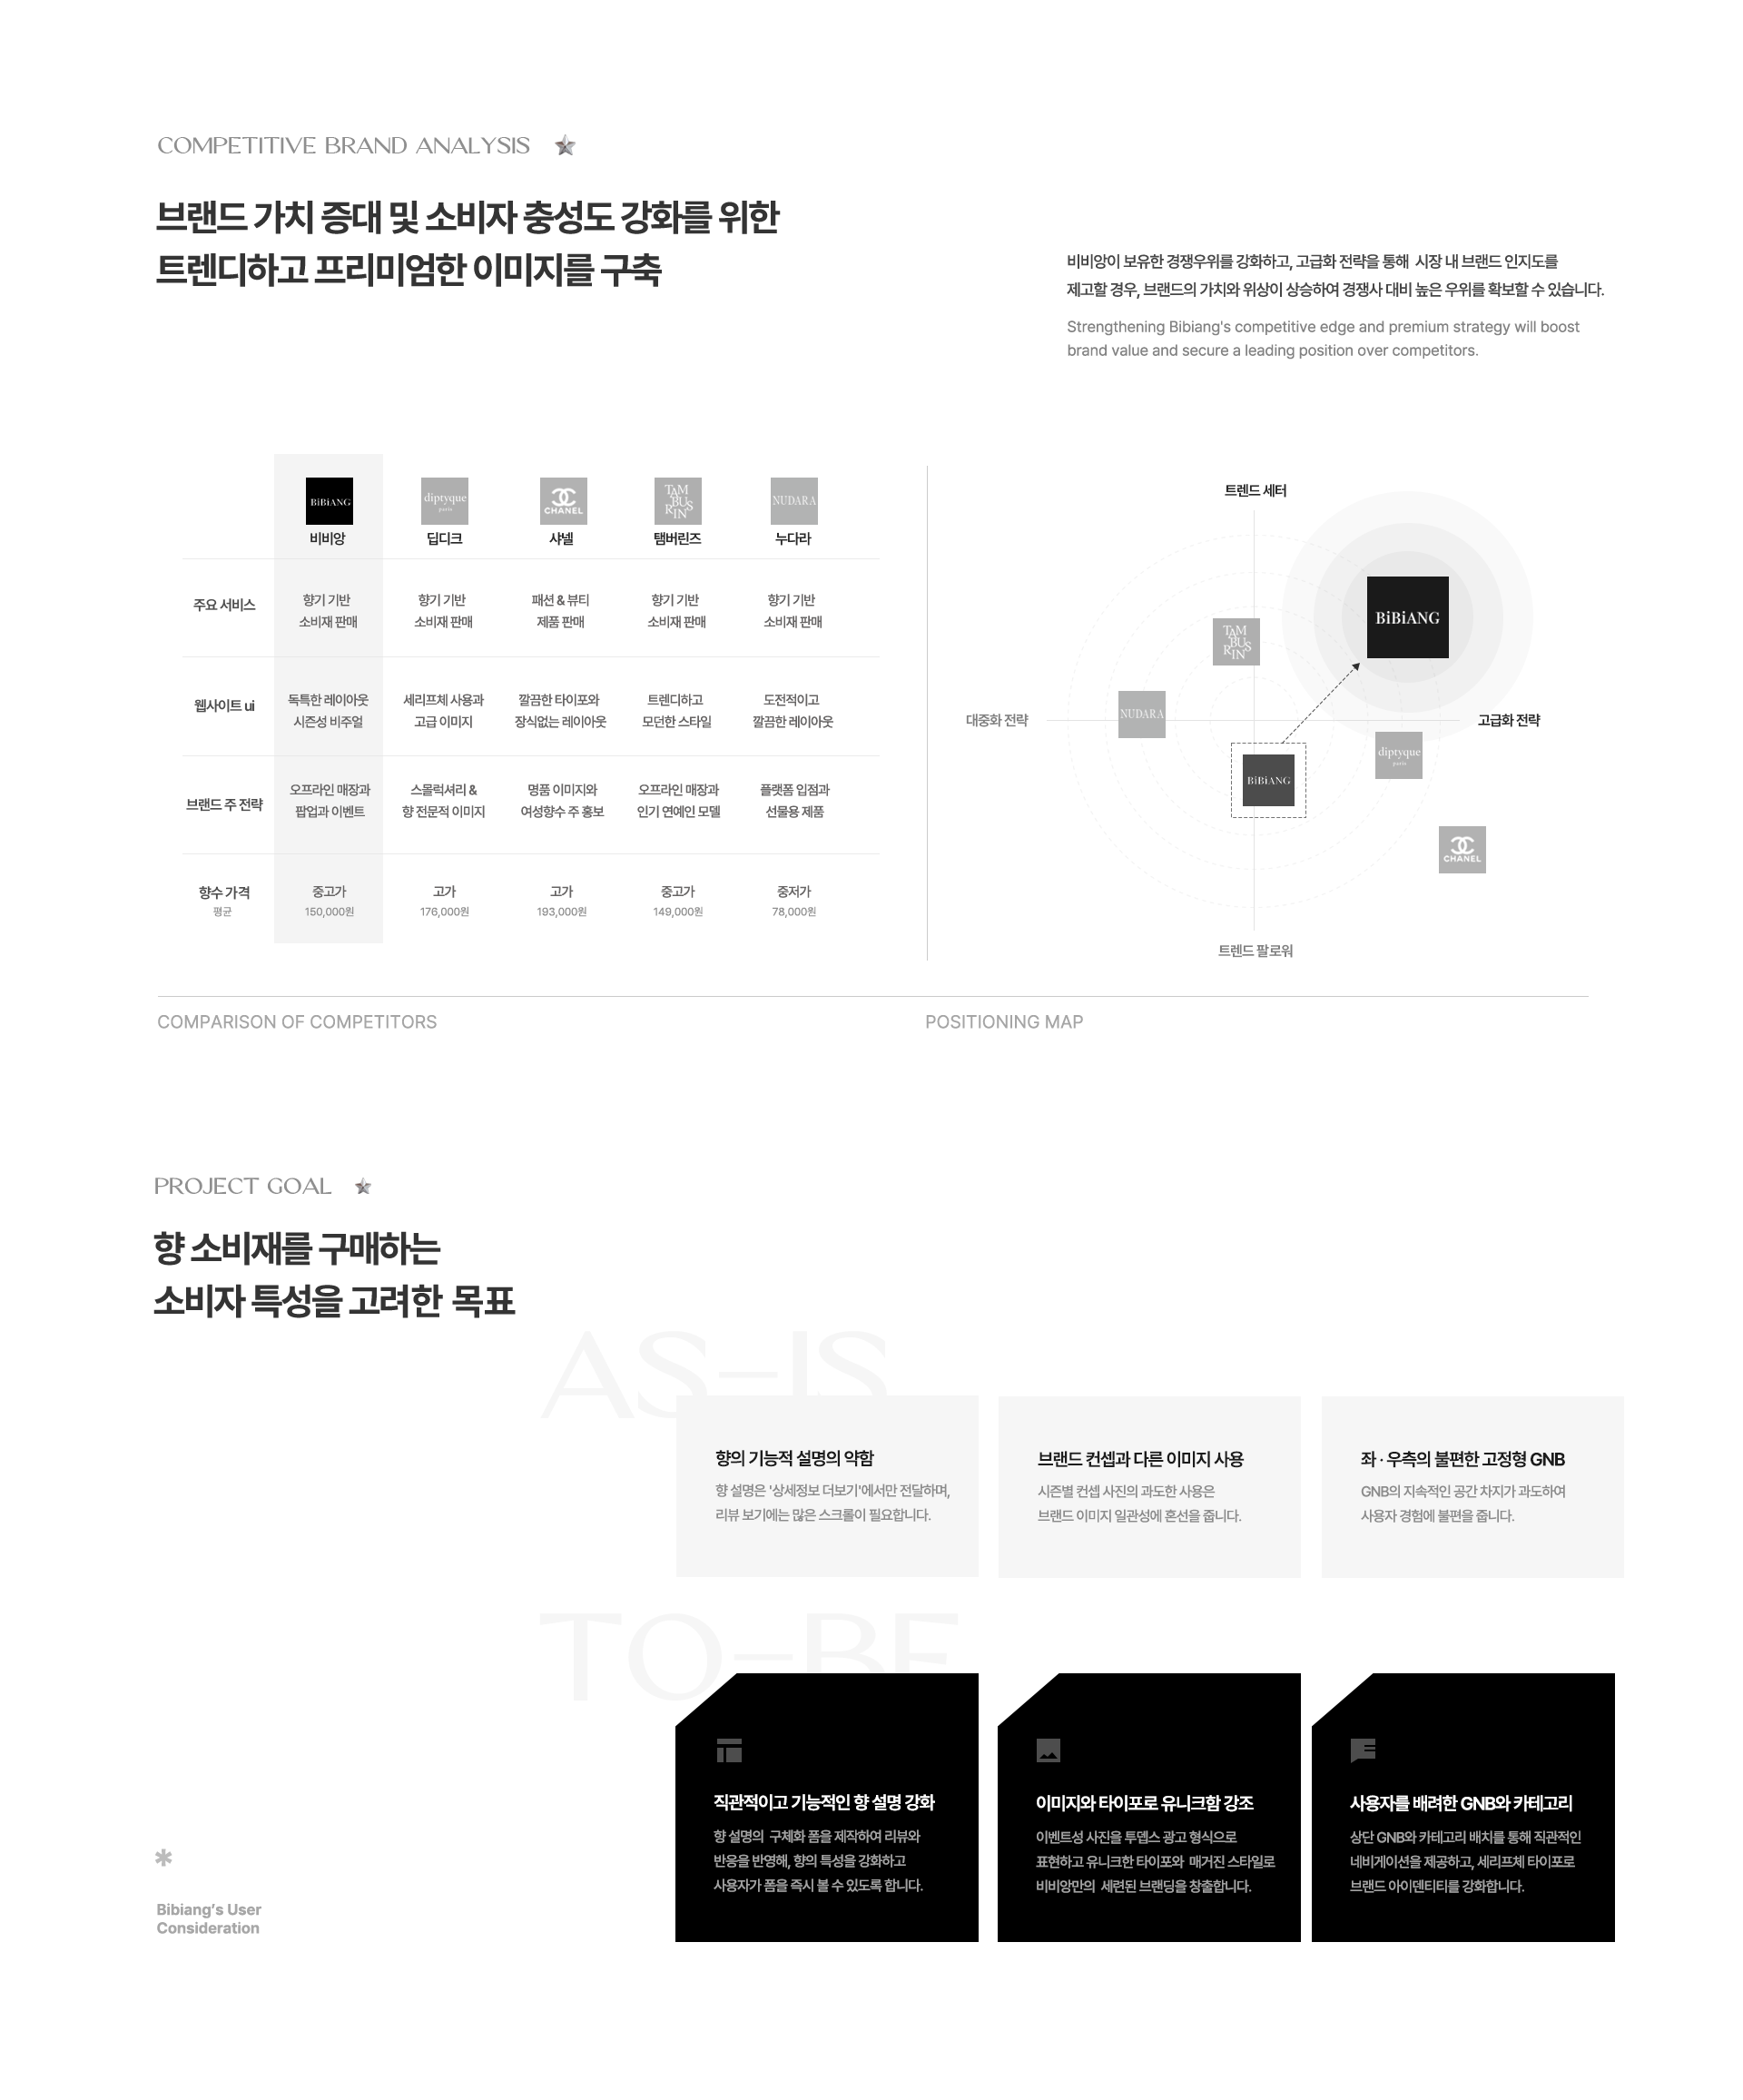 COMPETITIVE BRAND ANALYSIS
브랜드 가치 증대 및 소비자 충성도 강화를 위한
트렌디하고 프리미엄한 이미지를 구축
비비앙이 보유한 경쟁우위를 강화하고, 고급화 전략을 통해 시장 내 브랜드 인지도를
제고할 경우, 브랜드의 가치와 위상이 상승하여 경쟁사 대비 높은 우위를 확보할 수 있습니다.
Strengthening Bibiang's competitive edge and premium strategy will boost
brand value and secure a leading position over competitors.
BiBiANG diptyque paris CHANEL TAMBURINS NUDARA
비비앙 딥디크 샤넬 탬버린즈 누다라
주요 서비스
향기 기반 향기 기반 패션 & 뷰티 향기 기반 향기 기반
소비재 판매 소비재 판매 제품 판매 소비재 판매 소비재 판매
웹사이트 ui
독특한 레이아웃 세리프체 사용과 깔끔한 타이포와 트렌디하고 도전적이고
시즌성 비주얼 고급 이미지 장식없는 레이아웃 모던한 스타일 깔끔한 레이아웃
브랜드 주 전략
오프라인 매장과 스몰럭셔리 & 명품 이미지와 오프라인 매장과 플랫폼 입점과
팝업과 이벤트 향 전문적 이미지 여성향수 주 홍보 인기 연예인 모델 선물용 제품
향수 가격 중고가 고가 고가 중고가 중저가
평균 150,000원 176,000원 193,000원 149,000원 78,000원
트렌드 세터
BiBiANG
TAMBURINS
NUDARA
대중화 전략
고급화 전략
diptyque paris
BiBiANG
CHANEL
트렌드 팔로워
COMPARISON OF COMPETITORS
POSITIONING MAP
PROJECT GOAL
향 소비재를 구매하는
소비자 특성을 고려한 목표
AS-IS
향의 기능적 설명의 약함
향 설명은 '상세정보 더보기'에서만 전달하며,
리뷰 보기에는 많은 스크롤이 필요합니다.
브랜드 컨셉과 다른 이미지 사용
시즌별 컨셉 사진의 과도한 사용은
브랜드 이미지 일관성에 혼선을 줍니다.
좌 · 우측의 불편한 고정형 GNB
GNB의 지속적인 공간 차지가 과도하여
사용자 경험에 불편을 줍니다.
TO-BE
직관적이고 기능적인 향 설명 강화
향 설명의 구체화 폼을 제작하여 리뷰와
반응을 반영해, 향의 특성을 강화하고
사용자가 폼을 즉시 볼 수 있도록 합니다.
이미지와 타이포로 유니크함 강조
이벤트성 사진을 투뎁스 광고 형식으로
표현하고 유니크한 타이포와 매거진 스타일로
비비앙만의 세련된 브랜딩을 창출합니다.
사용자를 배려한 GNB와 카테고리
상단 GNB와 카테고리 배치를 통해 직관적인
네비게이션을 제공하고, 세리프체 타이포로
브랜드 아이덴티티를 강화합니다.
*
Bibiang's User
Consideration